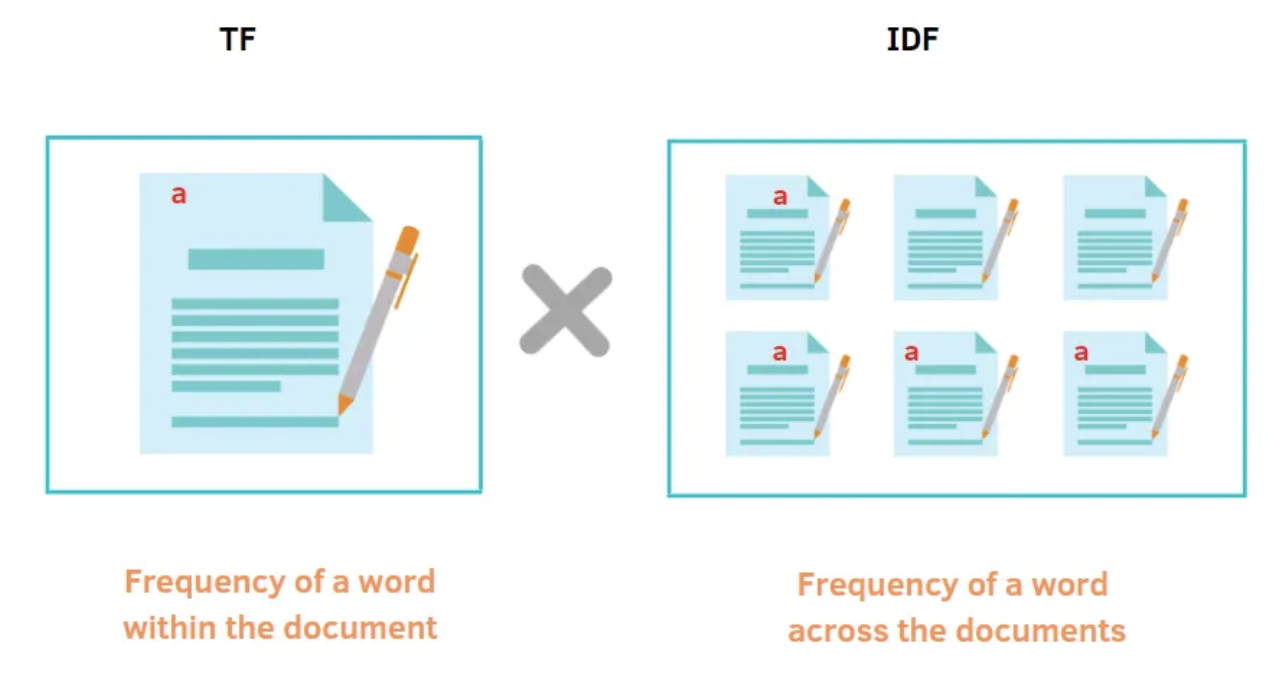 TF
IDF
a
a
a
a
a
Frequency of a word
within the document
Frequency of a word
across the documents